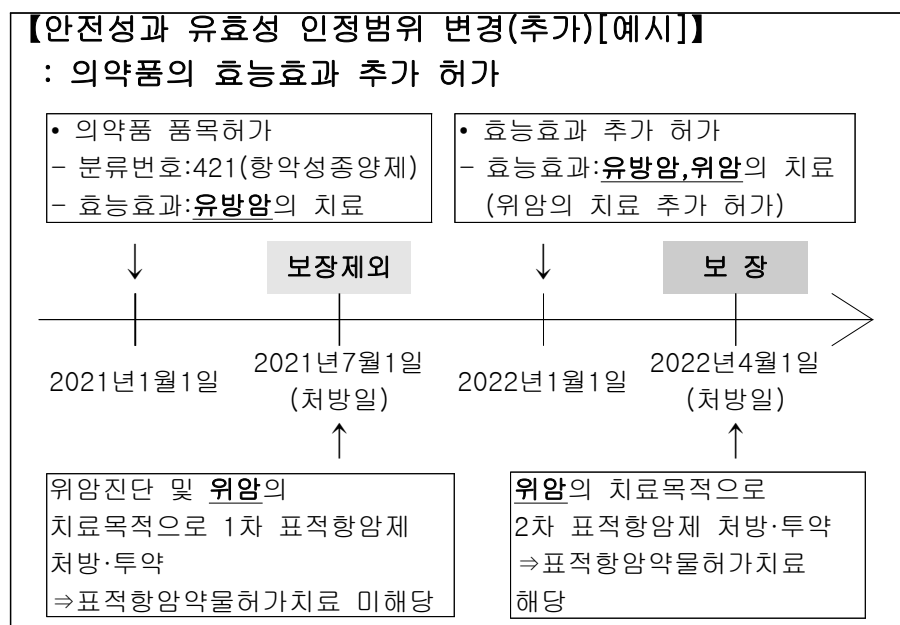 【안전성과 유효성 인정범위 변경(추가)[예시]】
: 의약품의 효능효과 추가 허가
• 의약품 품목허가
- 분류번호:421(항악성종양제)
- 효능효과:유방암의 치료
• 효능효과 추가 허가
- 효능효과:유방암,위암의 치료
(위암의 치료 추가 허가)
보장제외
보 장
2021년1월1일
2021년7월1일
(처방일)
2022년1월1일
2022년4월1일
(처방일)
위암진단 및 위암의
치료목적으로 1차 표적항암제
처방·투약
⇒표적항암약물허가치료 미해당
위암의 치료목적으로
2차 표적항암제 처방·투약
⇒표적항암약물허가치료
해당